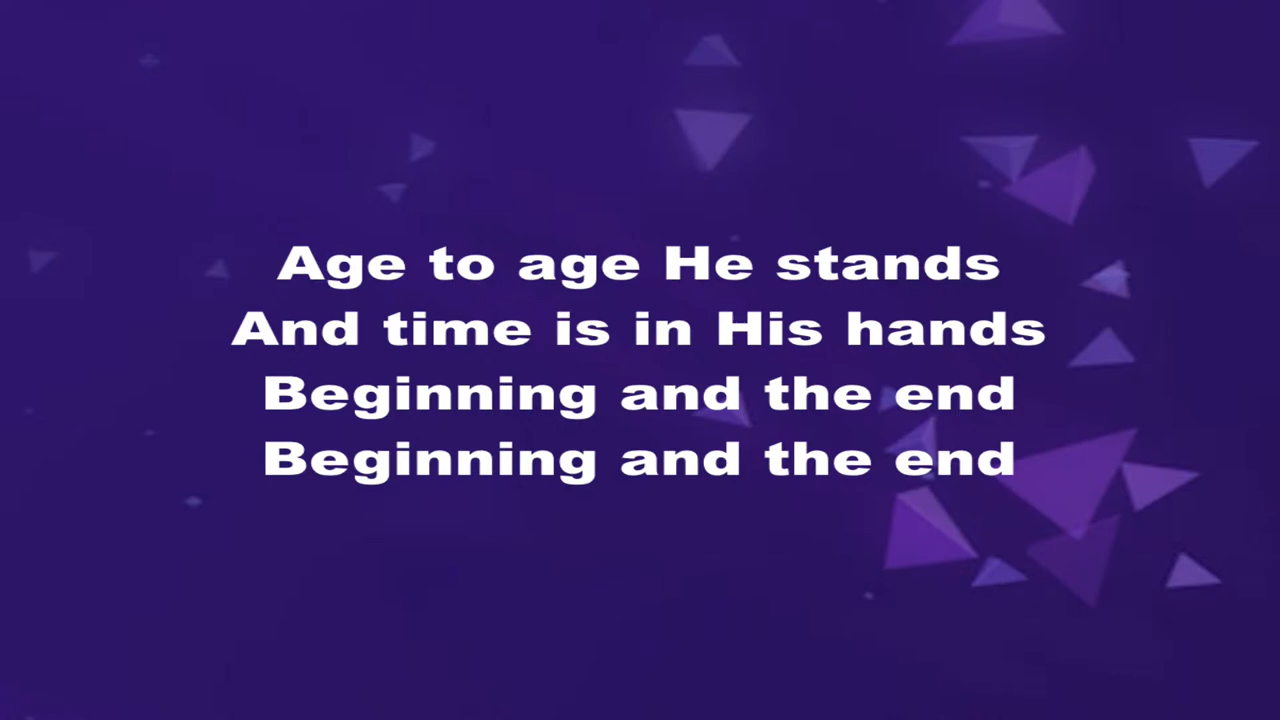 Age to age He stands
And time is in His hands
Beginning and the end
Beginning and the end